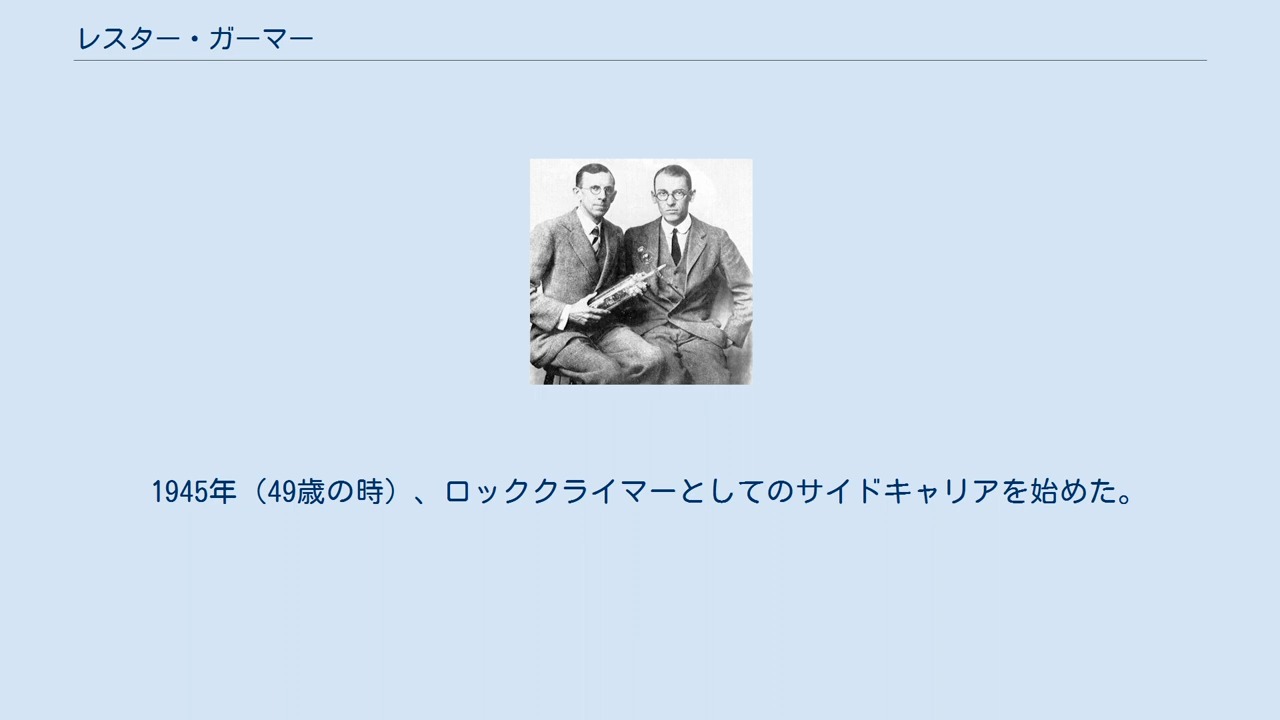 レスター・ガーマー
1945年（49歳の時）、ロッククライマーとしてのサイドキャリアを始めた。